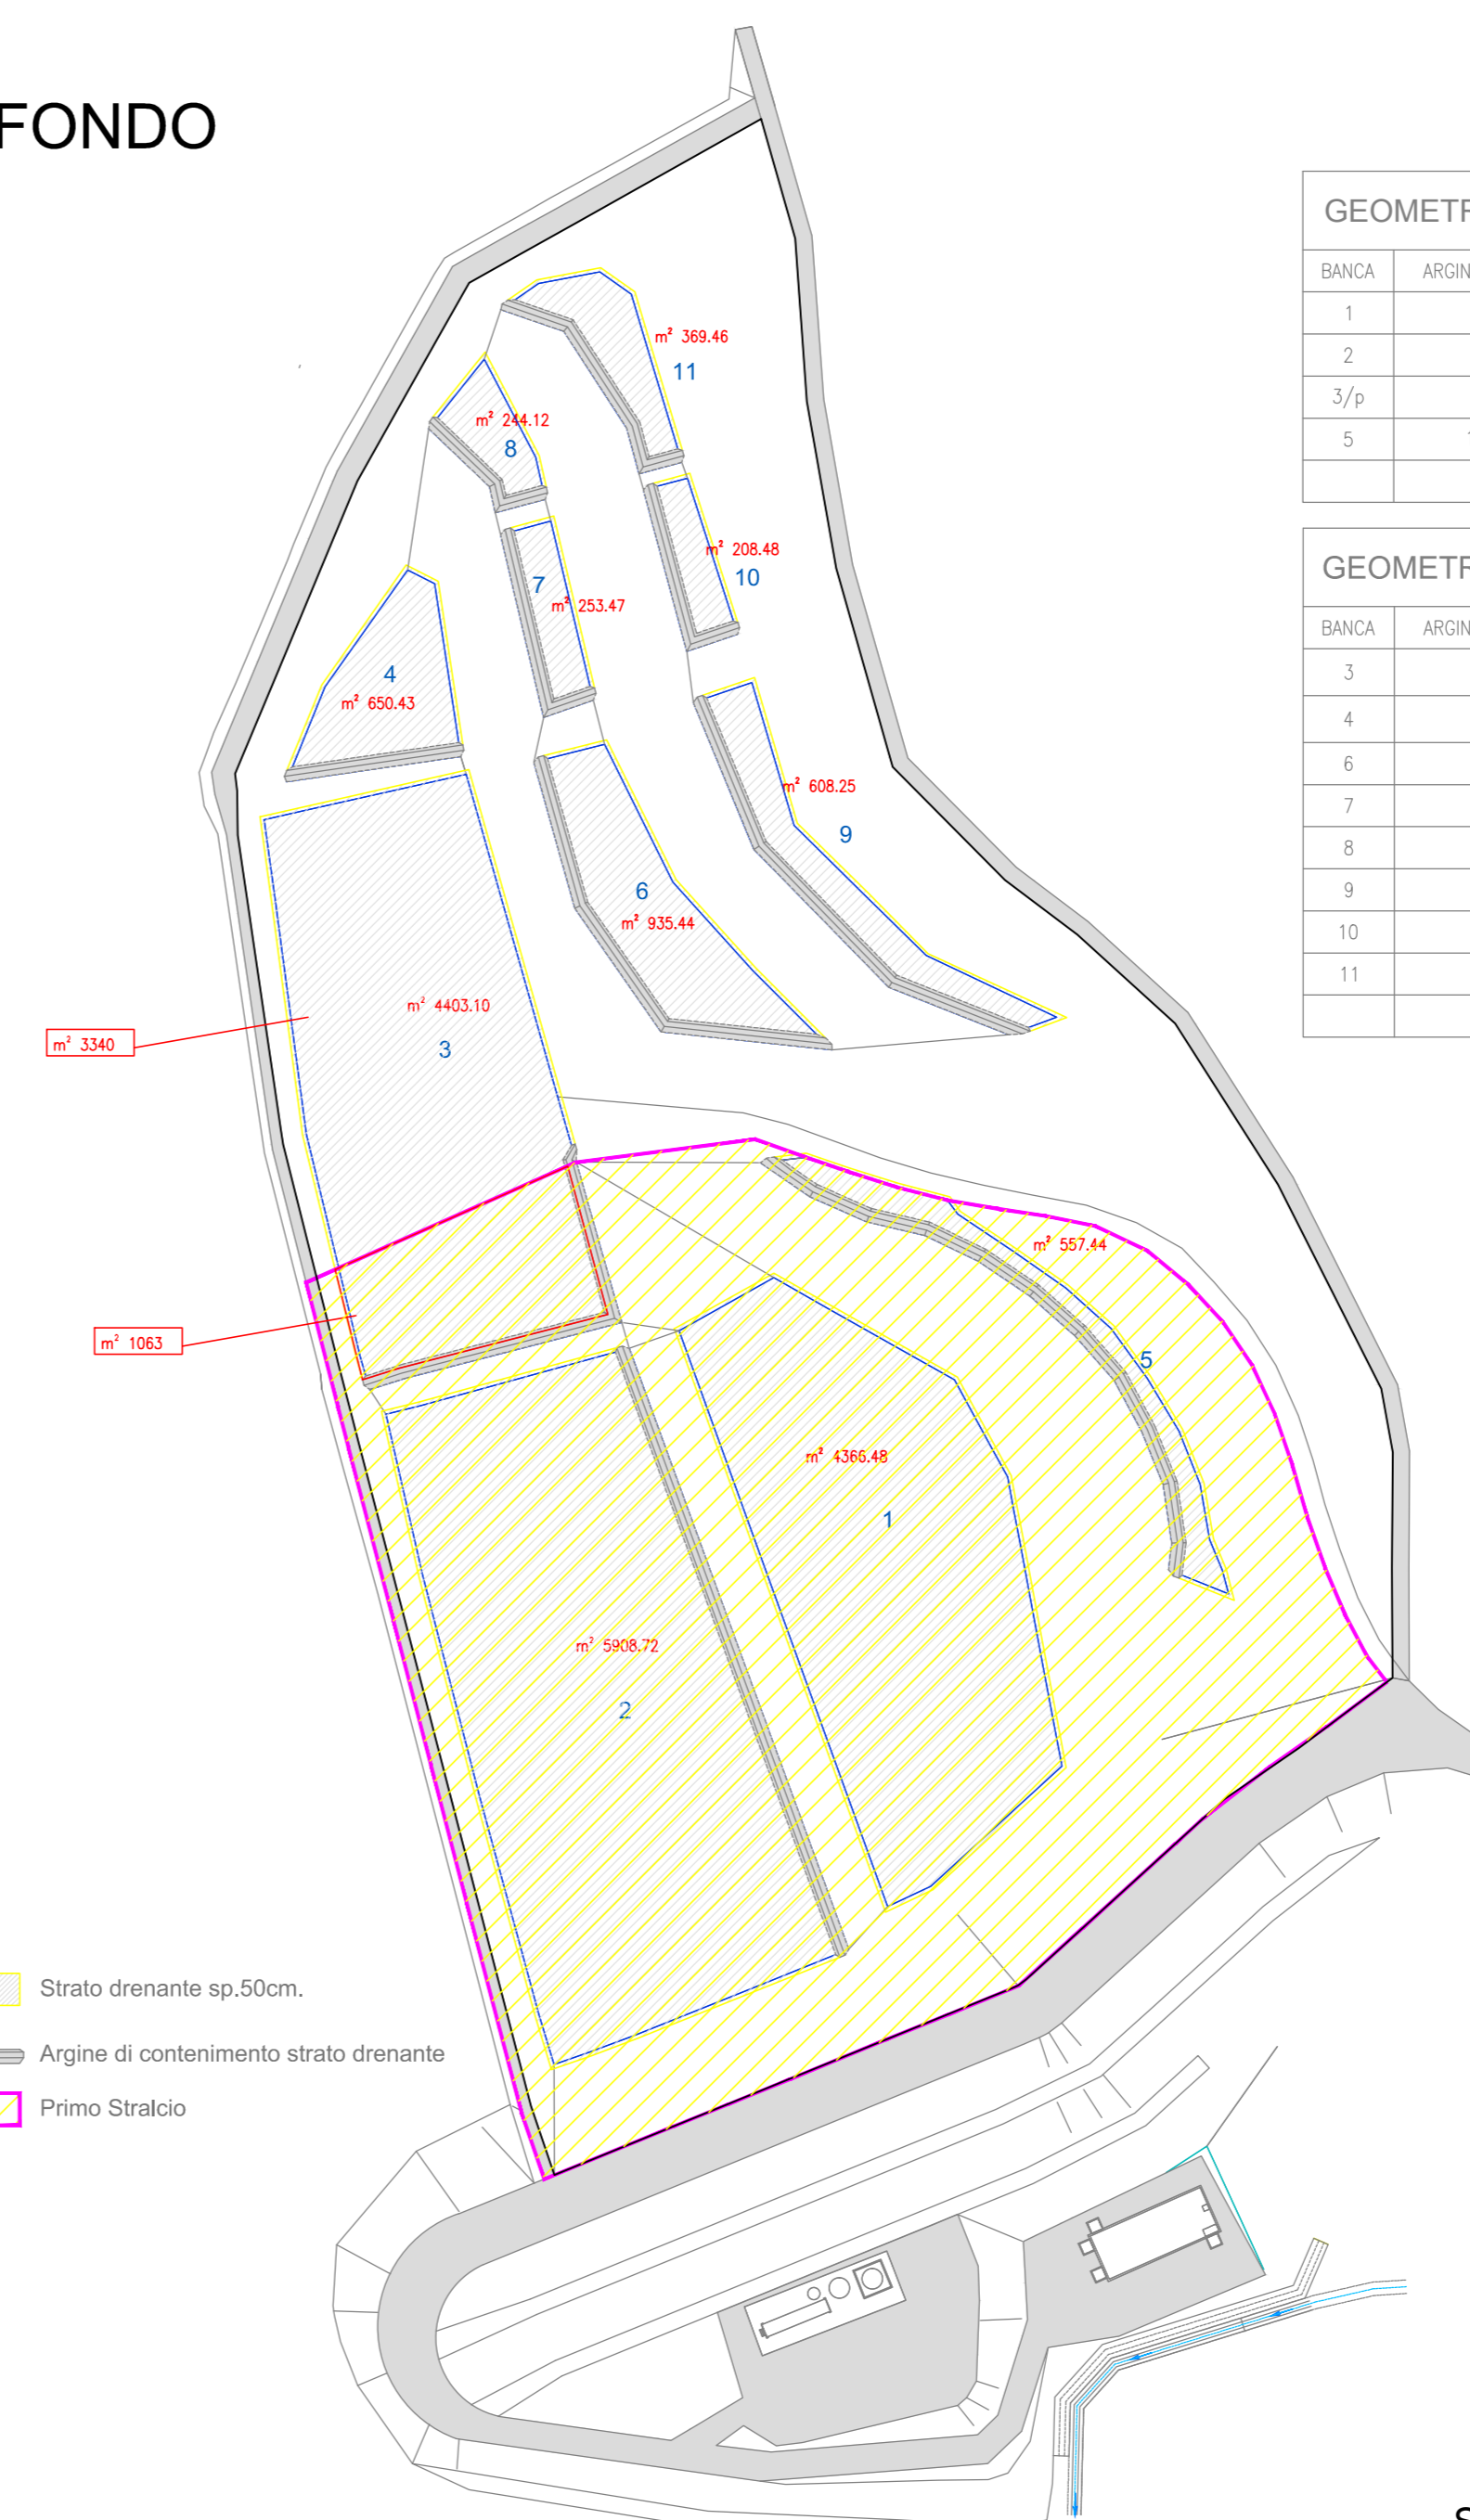 FONDO
GEOMETR
BANCA ARGIN
1
2
3/p
5
GEOMETR
BANCA ARGIN
3
4
6
7
8
9
10
11
m² 369.46
11
m² 244.12
8
m² 208.48
10
7
m² 253.47
4
m² 650.43
m² 608.25
9
6
m² 935.44
m² 4403.10
3
m² 3340
m² 557.44
m² 1063
5
m² 4366.48
1
m² 5908.72
2
Strato drenante sp.50cm.
Argine di contenimento strato drenante
Primo Stralcio